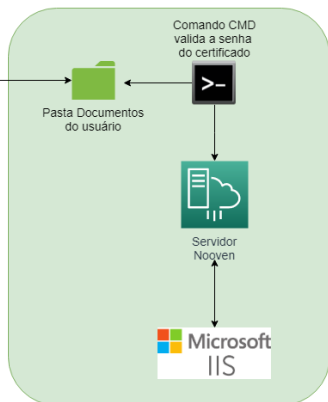 Comando CMD
valida a senha
do certificado
>-
Pasta Documentos
do usuário
Servidor
Nooven
Microsoft
IIS